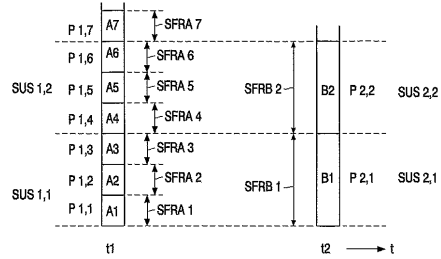 P 1,7 A7 SFRA 7
P 1,6 A6 SFRA 6 SFRB 2 B2 P 2,2 SUS 2,2
SUS 1,2 P 1,5 A5 SFRA 5
P 1,4 A4 SFRA 4
P 1,3 A3 SFRA 3
P 1,2 A2 SFRA 2 SFRB 1 B1 P 2,1 SUS 2,1
SUS 1,1 P 1,1 A1 SFRA 1
t1 t2 t